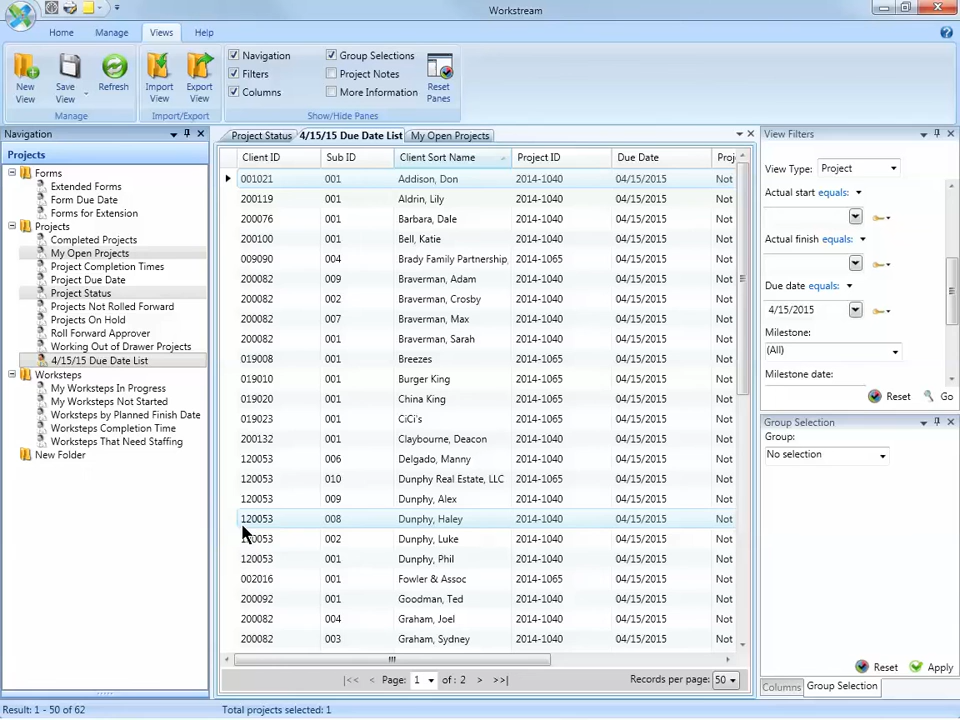 Workstream
Home Manage Views Help
New View
Save View
Refresh
Import View
Export View
Navigation
Filters
Columns
Group Selections
Project Notes
More Information
Reset Panes
Manage Import/Export Show/Hide Panes
Navigation
Projects
Forms
Extended Forms
Form Due Date
Forms for Extension
Projects
Completed Projects
My Open Projects
Project Completion Times
Project Due Date
Project Status
Projects Not Rolled Forward
Projects On Hold
Roll Forward Approver
Working Out of Drawer Projects
4/15/15 Due Date List
Worksteps
My Worksteps In Progress
My Worksteps Not Started
Worksteps by Planned Finish Date
Worksteps Completion Time
Worksteps That Need Staffing
New Folder
Project Status 4/15/15 Due Date List My Open Projects
Client ID Sub ID Client Sort Name Project ID Due Date Proj
001021 001 Addison, Don 2014-1040 04/15/2015 Not
200119 001 Aldrin, Lily 2014-1040 04/15/2015 Not
200076 001 Barbara, Dale 2014-1040 04/15/2015 Not
200100 001 Bell, Katie 2014-1040 04/15/2015 Not
009090 004 Brady Family Partnership, 2014-1065 04/15/2015 Not
200082 009 Braverman, Adam 2014-1040 04/15/2015 Not
200082 002 Braverman, Crosby 2014-1040 04/15/2015 Not
200082 007 Braverman, Max 2014-1040 04/15/2015 Not
200082 001 Braverman, Sarah 2014-1040 04/15/2015 Not
019008 001 Breezes 2014-1065 04/15/2015 Not
019010 001 Burger King 2014-1065 04/15/2015 Not
019020 001 China King 2014-1065 04/15/2015 Not
019023 001 CiCi's 2014-1065 04/15/2015 Not
200132 001 Claybourne, Deacon 2014-1040 04/15/2015 Not
120053 006 Delgado, Manny 2014-1040 04/15/2015 Not
120053 010 Dunphy Real Estate, LLC 2014-1065 04/15/2015 Not
120053 009 Dunphy, Alex 2014-1040 04/15/2015 Not
120053 008 Dunphy, Haley 2014-1040 04/15/2015 Not
120053 002 Dunphy, Luke 2014-1040 04/15/2015 Not
120053 001 Dunphy, Phil 2014-1040 04/15/2015 Not
002016 001 Fowler & Assoc 2014-1065 04/15/2015 Not
200092 001 Goodman, Ted 2014-1040 04/15/2015 Not
200082 004 Graham, Joel 2014-1040 04/15/2015 Not
200082 003 Graham, Sydney 2014-1040 04/15/2015 Not
Page: 1 of: 2 Records per page: 50
View Filters
View Type: Project
Actual start equals:
Actual finish equals:
Due date equals:
4/15/2015
Milestone:
(All)
Milestone date:
Reset Go
Group Selection
Group:
No selection
Reset Apply
Columns Group Selection
Result: 1 - 50 of 62 Total projects selected: 1